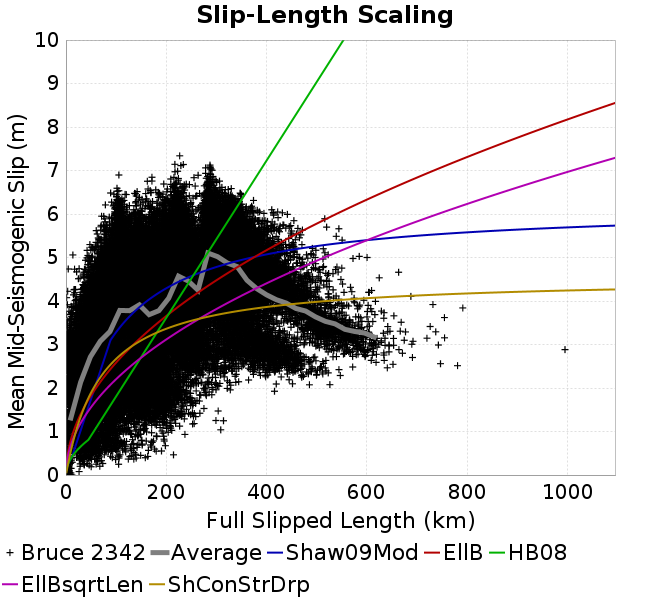 Slip-Length Scaling
Mean Mid-Seismogenic Slip (m)
10
9
8
7
6
5
4
3
2
1
0
0 200 400 600 800 1000
Full Slipped Length (km)
Bruce 2342 Average Shaw09Mod EllB HB08
EllBsqrtLen ShConStrDrp